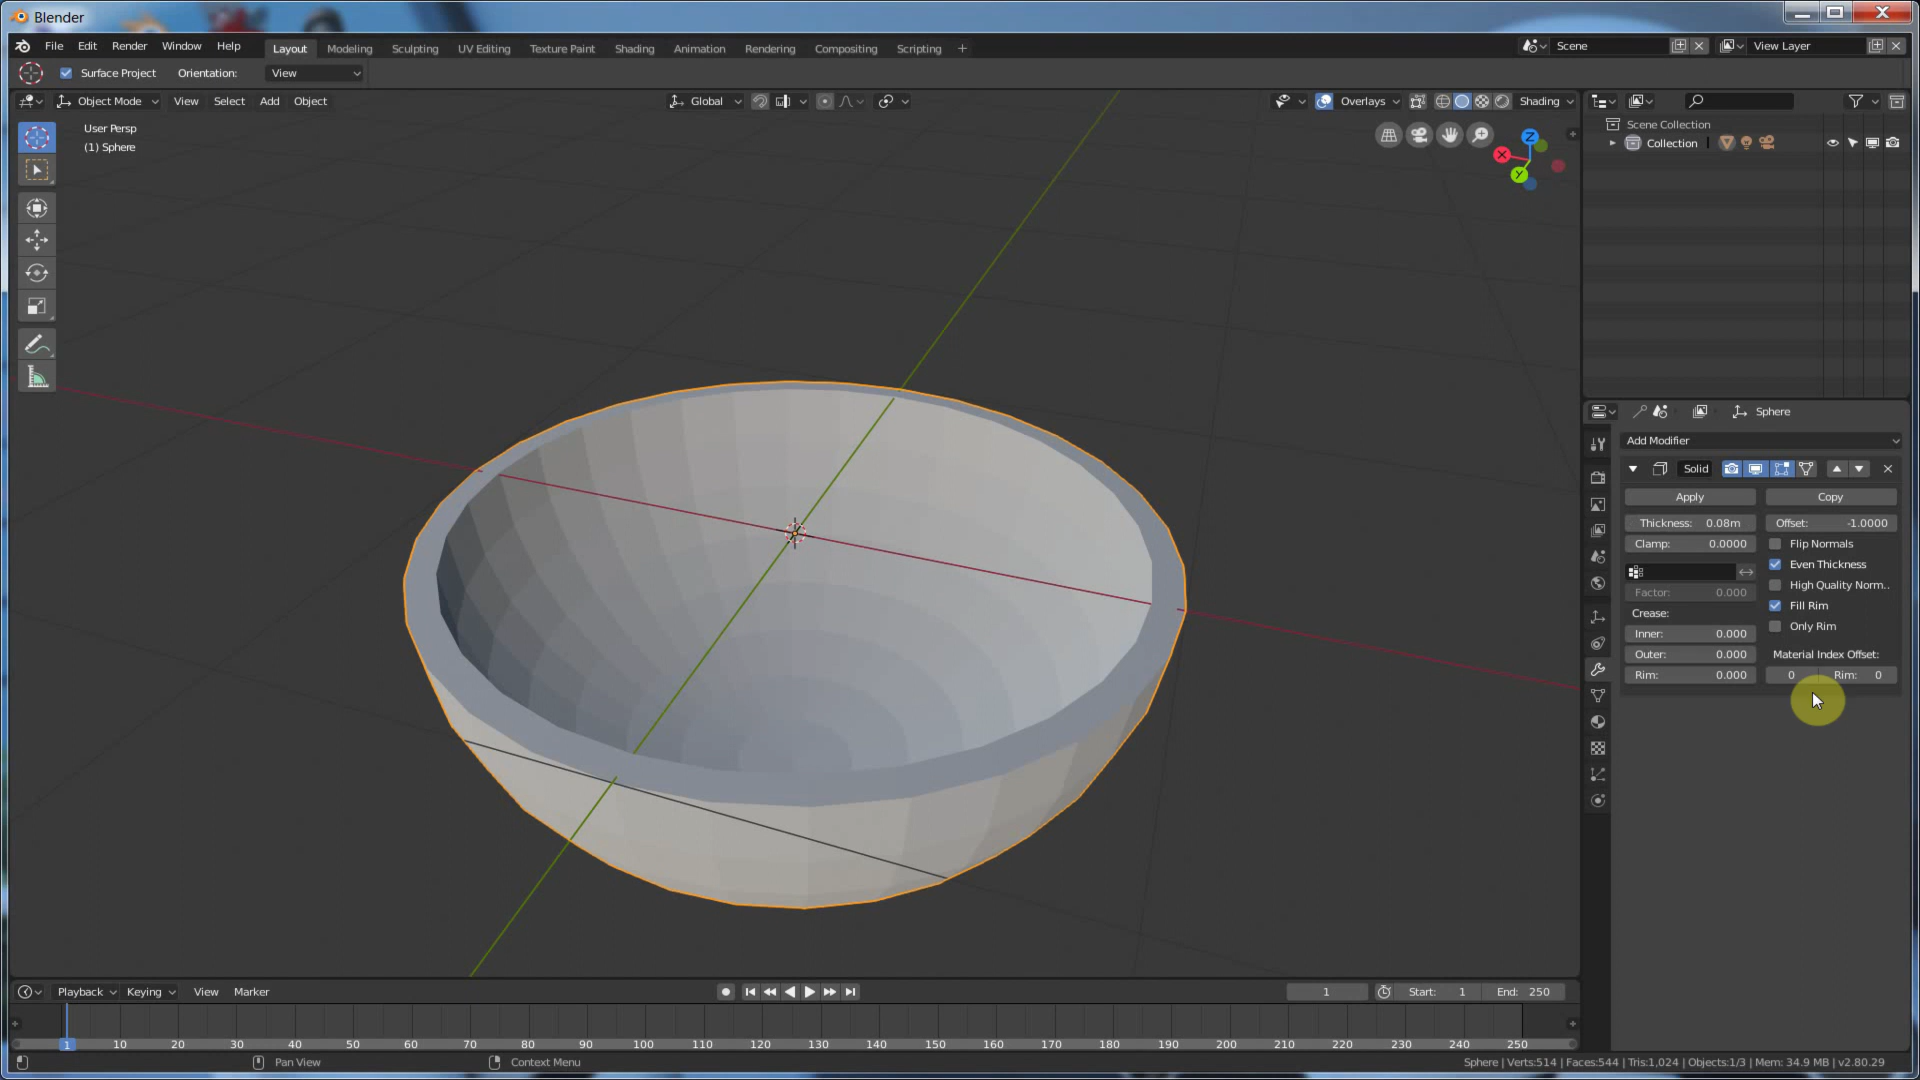 Blender
File Edit Render Window Help Layout Modeling Sculpting UV Editing Texture Paint Shading Animation Rendering Compositing Scripting + Scene View Layer
Surface Project Orientation: View
Object Mode View Select Add Object Global Overlays Shading
User Persp
(1) Sphere
Z
X
Y
Scene Collection
Collection
Sphere
Add Modifier
Solid
Apply Copy
Thickness: 0.08m Offset: -1.0000
Clamp: 0.0000 Flip Normals
Even Thickness
High Quality Norm..
Factor: 0.000
Fill Rim
Crease:
Only Rim
Inner: 0.000
Outer: 0.000 Material Index Offset:
Rim: 0.000 0 Rim: 0
Playback Keying View Marker 1 Start: 1 End: 250
1 10 20 30 40 50 60 70 80 90 100 110 120 130 140 150 160 170 180 190 200 210 220 230 240 250
Pan View Context Menu Sphere | Verts:514 | Faces:544 | Tris:1,024 | Objects:1/3 | Mem: 34.9 MB | v2.80.29